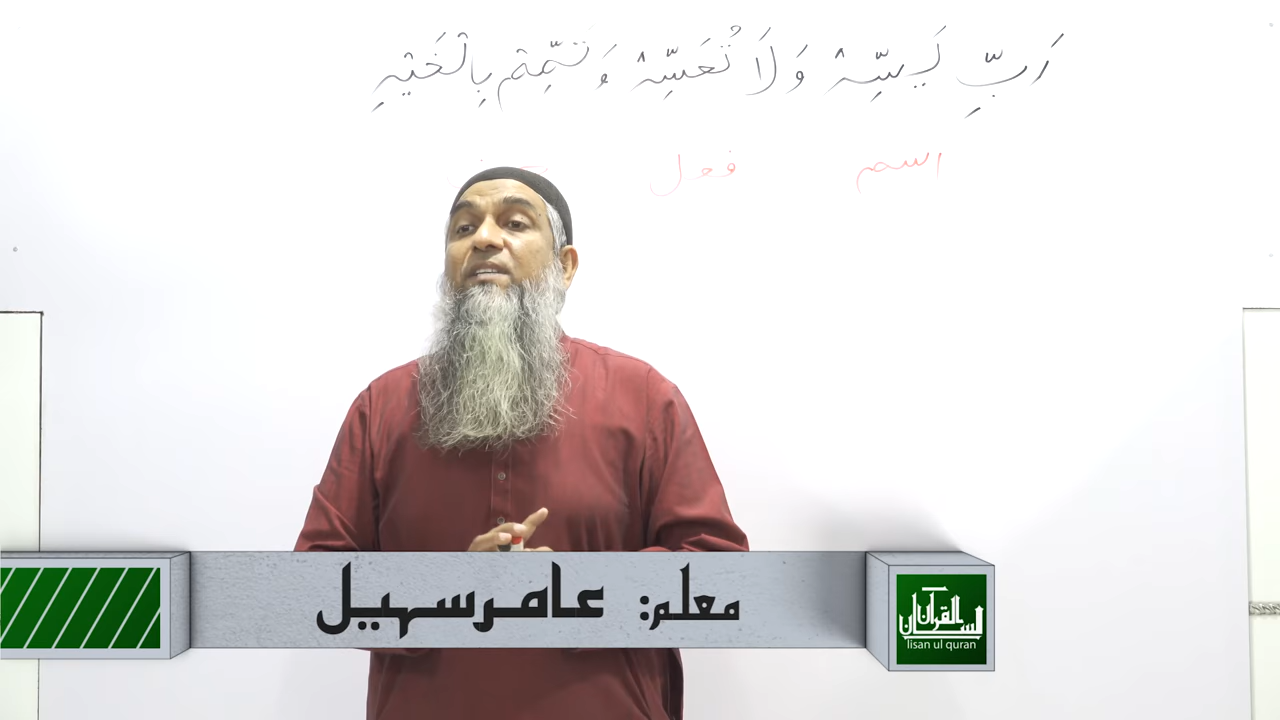 رَبِّ يَسِّرْ وَلَا تُعَسِّرْ وَتَمِّمْ بِالْخَيْرِ
اسم فعل
معلم: عامر سہیل
لسان القرآن
lisan ul quran